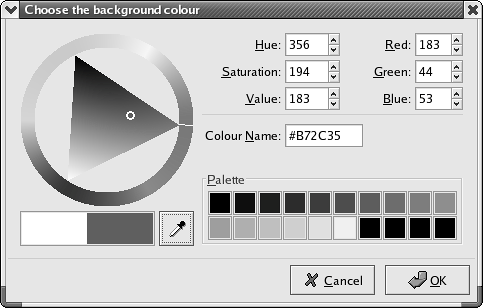 Choose the background colour
Hue: 356 Red: 183
Saturation: 194 Green: 44
Value: 183 Blue: 53
Colour Name: #B72C35
Palette
Cancel OK